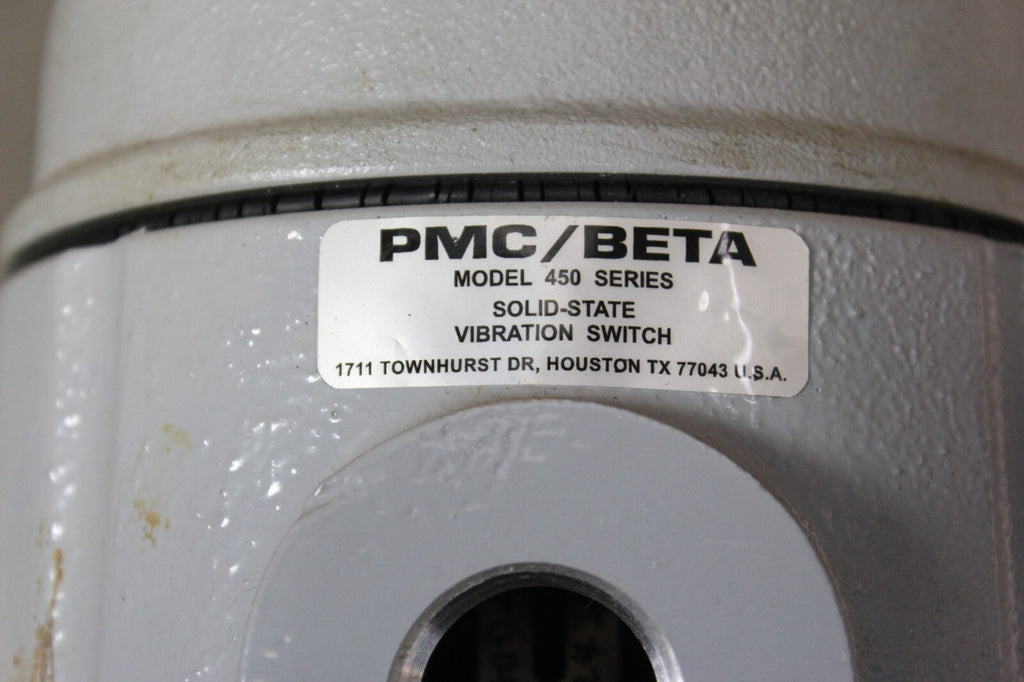 PMC/BETA
MODEL 450 SERIES
SOLID-STATE
VIBRATION SWITCH
1711 TOWNHURST DR, HOUSTON TX 77043 U.S.A.